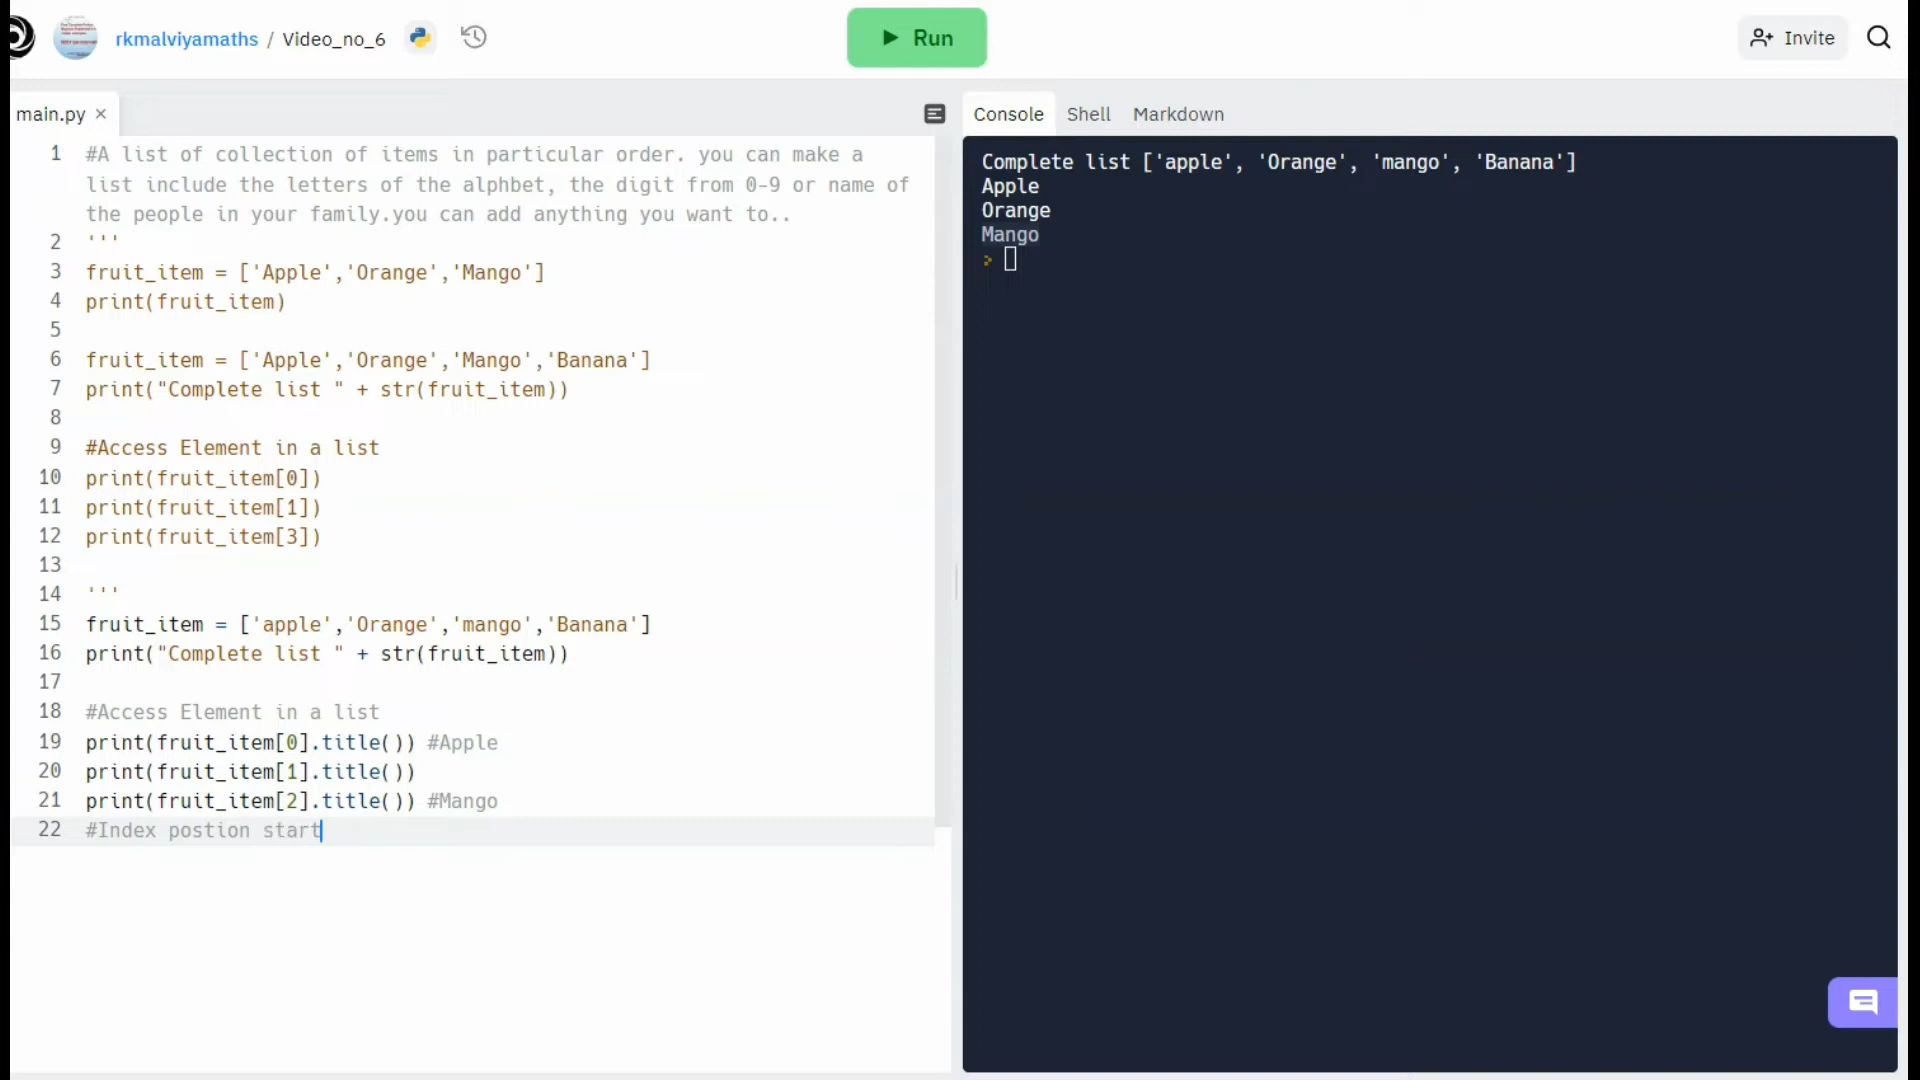 rkmalviyamaths / Video_no_6
Run
Invite
main.py ×
Console Shell Markdown
1 #A list of collection of items in particular order. you can make a
list include the letters of the alphbet, the digit from 0-9 or name of
the people in your family.you can add anything you want to..
2 '''
3 fruit_item = ['Apple','Orange','Mango']
4 print(fruit_item)
5
6 fruit_item = ['Apple','Orange','Mango','Banana']
7 print("Complete list " + str(fruit_item))
8
9 #Access Element in a list
10 print(fruit_item[0])
11 print(fruit_item[1])
12 print(fruit_item[3])
13
14 '''
15 fruit_item = ['apple','Orange','mango','Banana']
16 print("Complete list " + str(fruit_item))
17
18 #Access Element in a list
19 print(fruit_item[0].title()) #Apple
20 print(fruit_item[1].title())
21 print(fruit_item[2].title()) #Mango
22 #Index postion start
Complete list ['apple', 'Orange', 'mango', 'Banana']
Apple
Orange
Mango
>